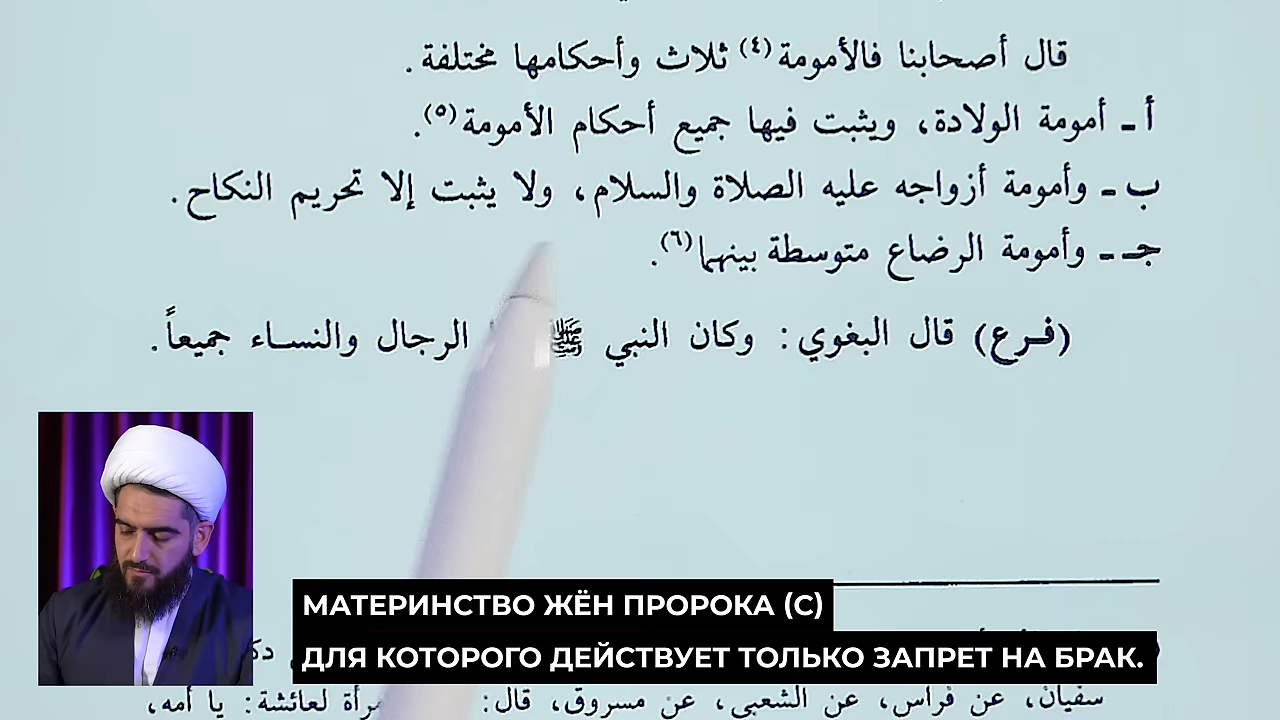 قال أصحابنا فالأمومة(٤) ثلاث وأحكامها مختلفة.
أ ـ أمومة الولادة، ويثبت فيها جميع أحكام الأمومة(٥).
ب ـ وأمومة أزواجه عليه الصلاة والسلام، ولا يثبت إلا تحريم النكاح.
جـ ـ وأمومة الرضاع متوسطة بينهما(٦).
(فـرع) قال البغوي: وكان النبي ﷺ الرجال والنسـاء جميعاً.
МАТЕРИНСТВО ЖЁН ПРОРОКА (С)
ДЛЯ КОТОРОГО ДЕЙСТВУЕТ ТОЛЬКО ЗАПРЕТ НА БРАК.
سفيان، عن فراس، عن الشعبي، عن مسروق، قال: لعائشة: يا أمه،